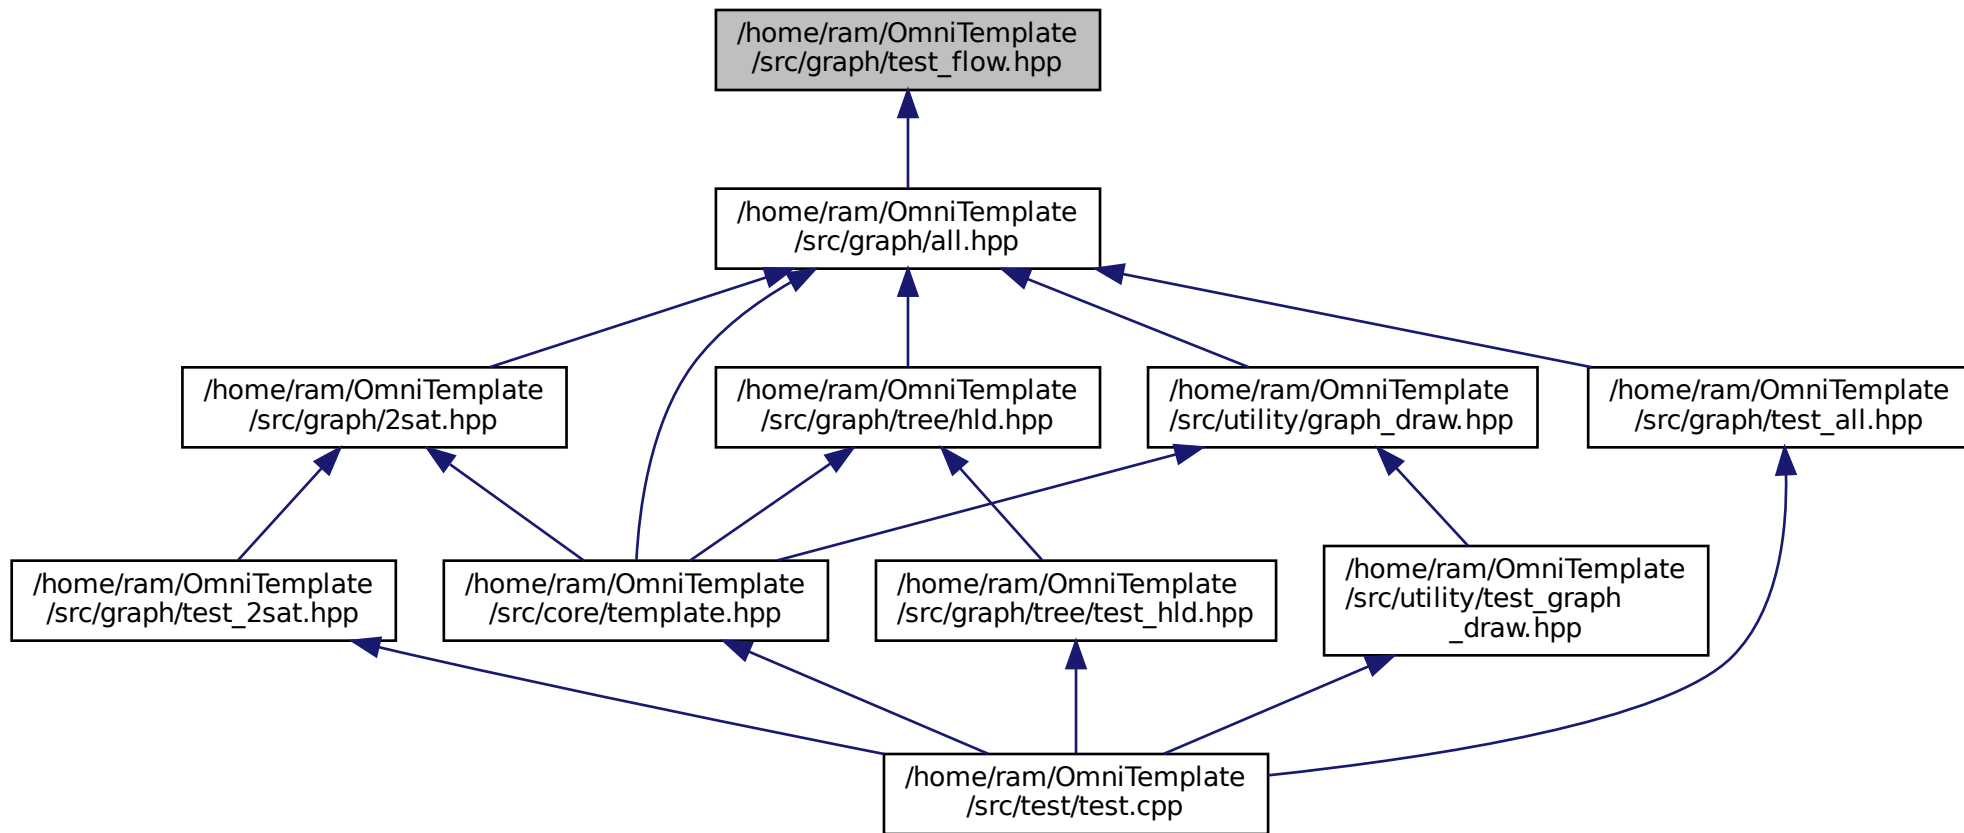 /home/ram/OmniTemplate
/src/graph/test_flow.hpp
/home/ram/OmniTemplate
/src/graph/all.hpp
/home/ram/OmniTemplate
/src/graph/2sat.hpp
/home/ram/OmniTemplate
/src/graph/tree/hld.hpp
/home/ram/OmniTemplate
/src/utility/graph_draw.hpp
/home/ram/OmniTemplate
/src/graph/test_all.hpp
/home/ram/OmniTemplate
/src/graph/test_2sat.hpp
/home/ram/OmniTemplate
/src/core/template.hpp
/home/ram/OmniTemplate
/src/graph/tree/test_hld.hpp
/home/ram/OmniTemplate
/src/utility/test_graph
_draw.hpp
/home/ram/OmniTemplate
/src/test/test.cpp